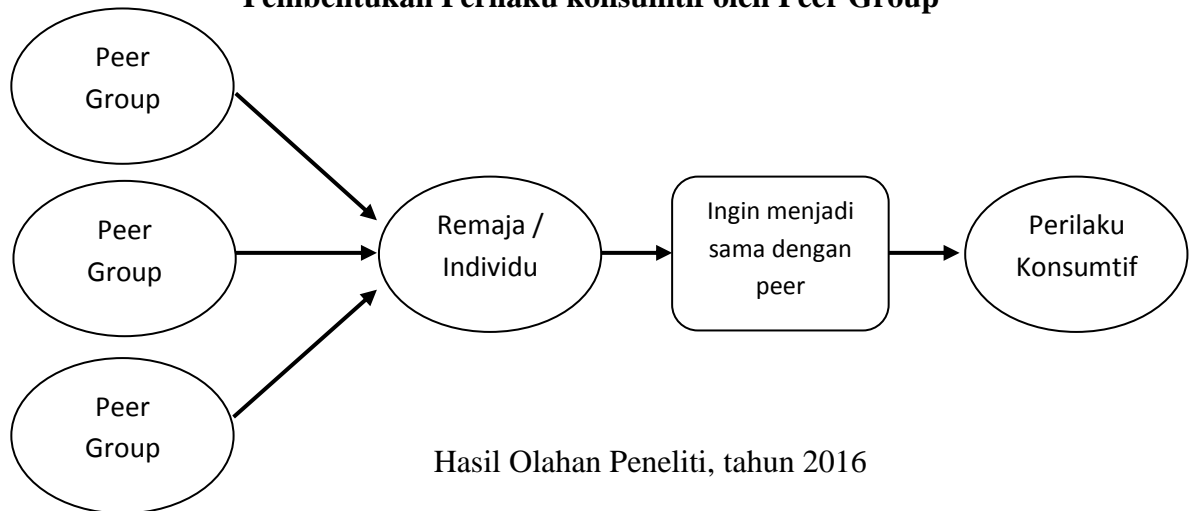 Pembentukan Perilaku konsumtif oleh Peer Group
Peer
Group
Peer
Group
Peer
Group
Remaja /
Individu
Ingin menjadi
sama dengan
peer
Perilaku
Konsumtif
Hasil Olahan Peneliti, tahun 2016